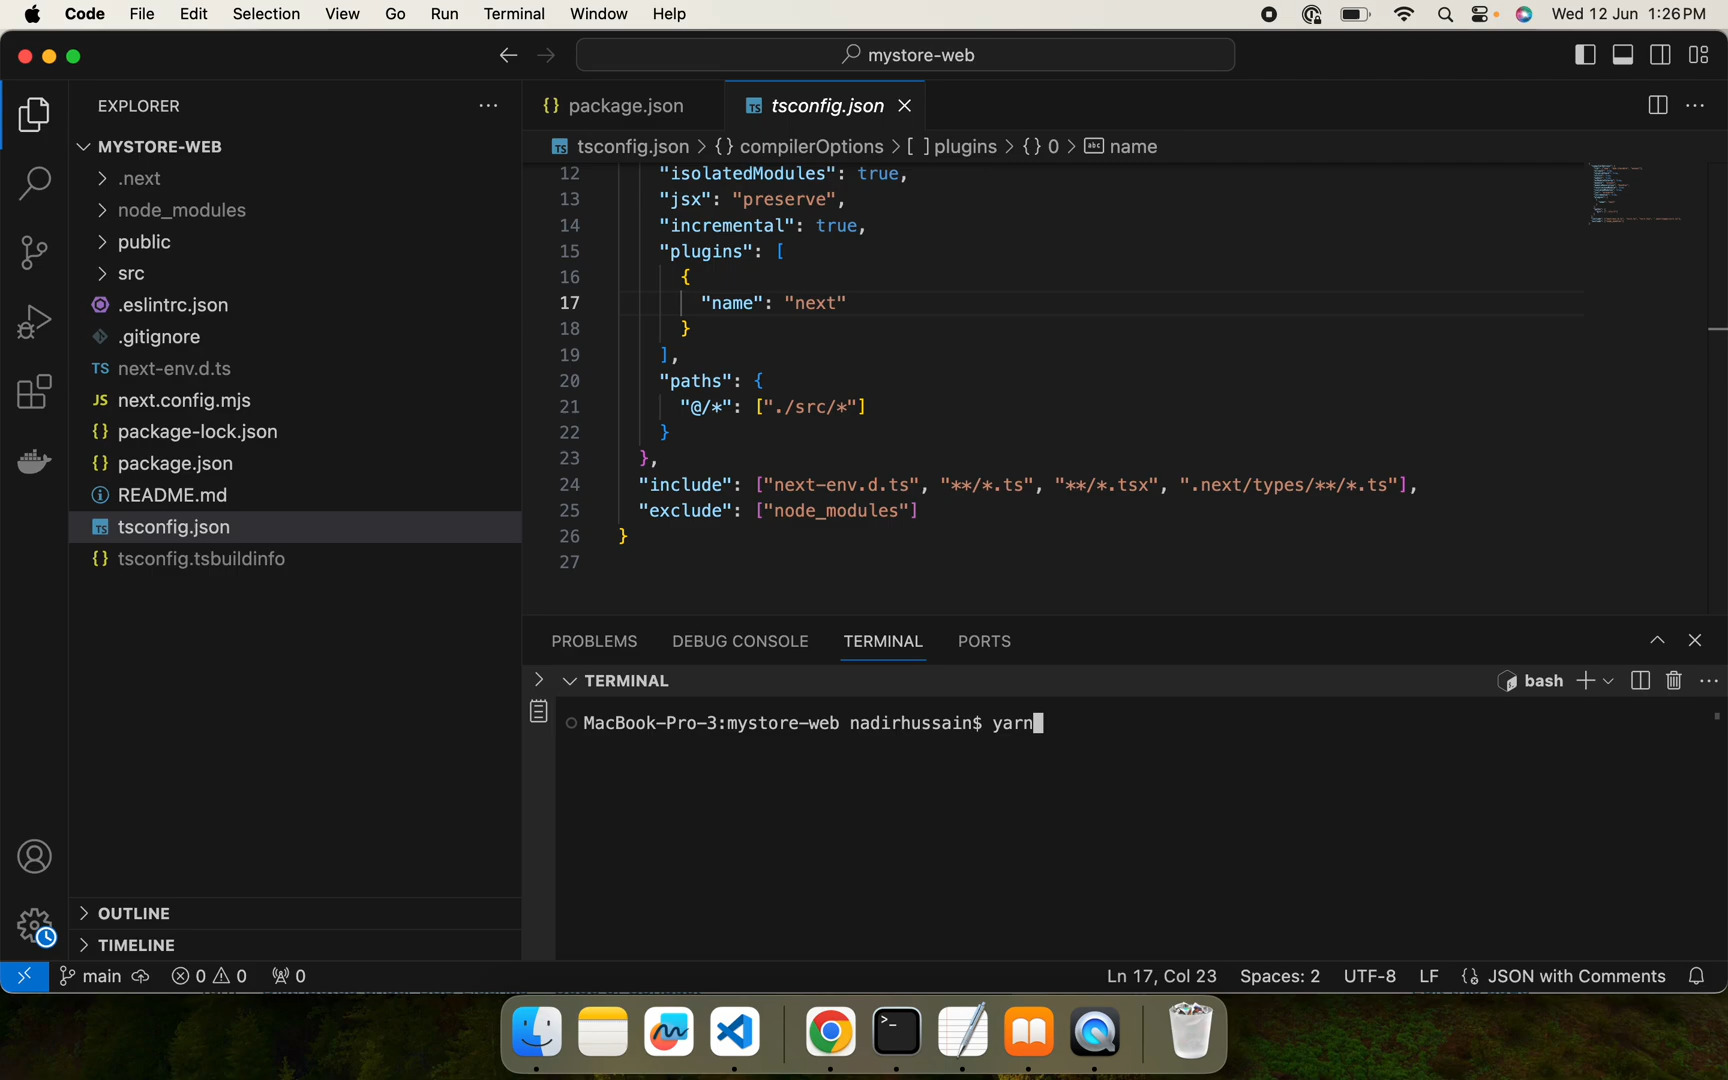 Code File Edit Selection View Go Run Terminal Window Help Wed 12 Jun 1:26 PM
mystore-web
EXPLORER
MYSTORE-WEB
.next
node_modules
public
src
.eslintrc.json
.gitignore
next-env.d.ts
next.config.mjs
package-lock.json
package.json
README.md
tsconfig.json
tsconfig.tsbuildinfo
OUTLINE
TIMELINE
package.json tsconfig.json
tsconfig.json > {} compilerOptions > [ ] plugins > {} 0 > name
12 "isolatedModules": true,
13 "jsx": "preserve",
14 "incremental": true,
15 "plugins": [
16 {
17 "name": "next"
18 }
19 ],
20 "paths": {
21 "@/*": ["./src/*"]
22 }
23 },
24 "include": ["next-env.d.ts", "**/*.ts", "**/*.tsx", ".next/types/**/*.ts"],
25 "exclude": ["node_modules"]
26 }
27
PROBLEMS DEBUG CONSOLE TERMINAL PORTS
TERMINAL bash
MacBook-Pro-3:mystore-web nadirhussain$ yarn
main 0 0 0 Ln 17, Col 23 Spaces: 2 UTF-8 LF JSON with Comments